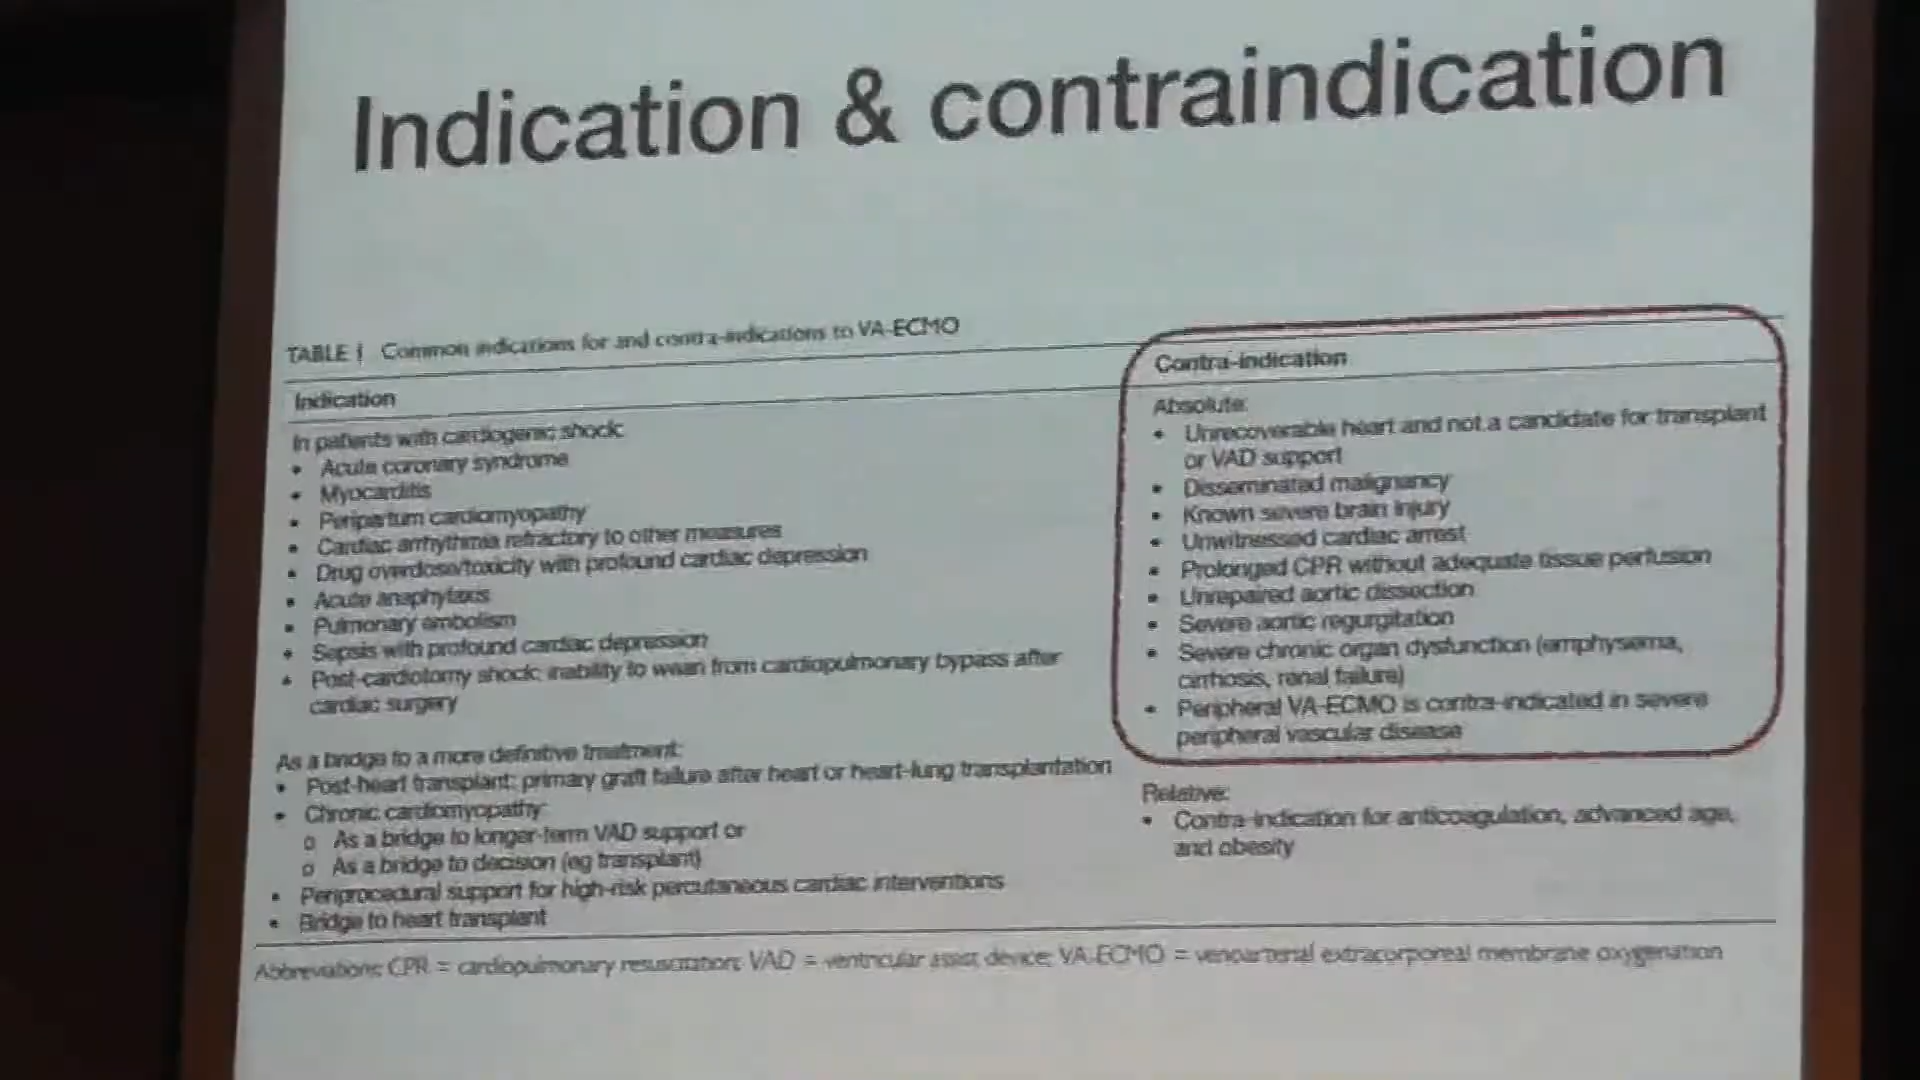 Indication & contraindication
TABLE 1 Common indications for and contra-indications to VA-ECMO
Indication
In patients with cardiogenic shock:
• Acute coronary syndrome
• Myocarditis
• Peripartum cardiomyopathy
• Cardiac arrhythmia refractory to other measures
• Drug overdose/toxicity with profound cardiac depression
• Acute anaphylaxis
• Pulmonary embolism
• Sepsis with profound cardiac depression
• Post-cardiotomy shock: inability to wean from cardiopulmonary bypass after
cardiac surgery
As a bridge to a more definitive treatment:
• Post-heart transplant: primary graft failure after heart or heart-lung transplantation
• Chronic cardiomyopathy:
o As a bridge to longer-term VAD support or
o As a bridge to decision (eg transplant)
• Periprocedural support for high-risk percutaneous cardiac interventions
• Bridge to heart transplant
Contra-indication
Absolute:
• Unrecoverable heart and not a candidate for transplant
or VAD support
• Disseminated malignancy
• Known severe brain injury
• Unwitnessed cardiac arrest
• Prolonged CPR without adequate tissue perfusion
• Unrepaired aortic dissection
• Severe aortic regurgitation
• Severe chronic organ dysfunction (emphysema,
cirrhosis, renal failure)
• Peripheral VA-ECMO is contra-indicated in severe
peripheral vascular disease
Relative:
• Contra-indication for anticoagulation, advanced age,
and obesity
Abbreviations: CPR = cardiopulmonary resuscitation; VAD = ventricular assist device; VA-ECMO = venoarterial extracorporeal membrane oxygenation